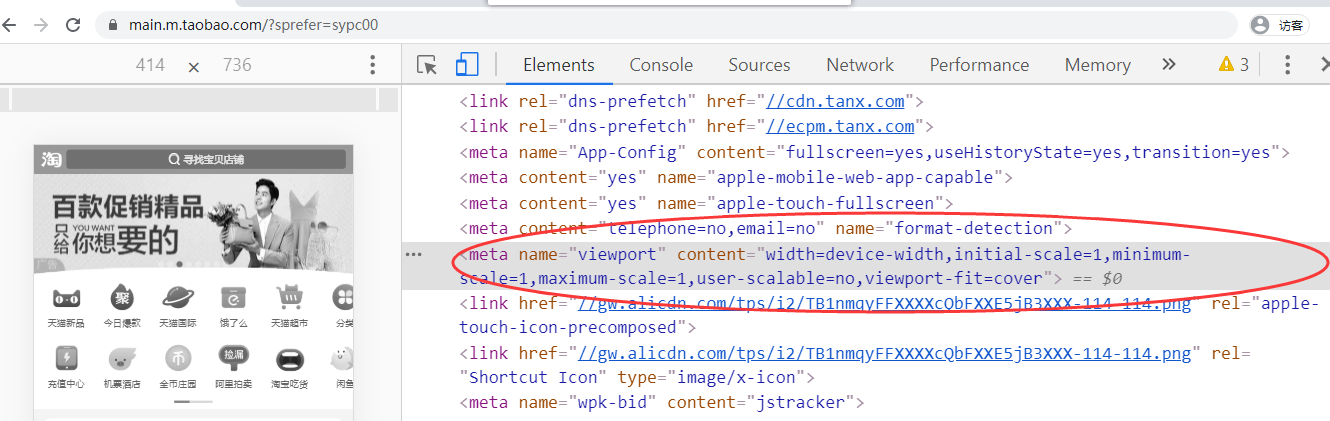 main.m.taobao.com/?sprefer=sypc00
访客
414 × 736
Elements Console Sources Network Performance Memory » 3
淘 寻找宝贝店铺
百款促销精品
只给 YOU WANT 你想要的
广告
天猫新品 今日爆款 天猫国际 饿了么 天猫超市 分类
充值中心 机票酒店 金币庄园 阿里拍卖 淘宝吃货 闲鱼
聚
捡漏
<link rel="dns-prefetch" href="//cdn.tanx.com">
<link rel="dns-prefetch" href="//ecpm.tanx.com">
<meta name="App-Config" content="fullscreen=yes,useHistoryState=yes,transition=yes">
<meta content="yes" name="apple-mobile-web-app-capable">
<meta content="yes" name="apple-touch-fullscreen">
<meta content="telephone=no,email=no" name="format-detection">
<meta name="viewport" content="width=device-width,initial-scale=1,minimum-
scale=1,maximum-scale=1,user-scalable=no,viewport-fit=cover"> == $0
<link href="//gw.alicdn.com/tps/i2/TB1nmqyFFXXXXcQbFXXE5jB3XXX-114-114.png" rel="apple-
touch-icon-precomposed">
<link href="//gw.alicdn.com/tps/i2/TB1nmqyFFXXXXcQbFXXE5jB3XXX-114-114.png" rel=
"Shortcut Icon" type="image/x-icon">
<meta name="wpk-bid" content="jstracker">